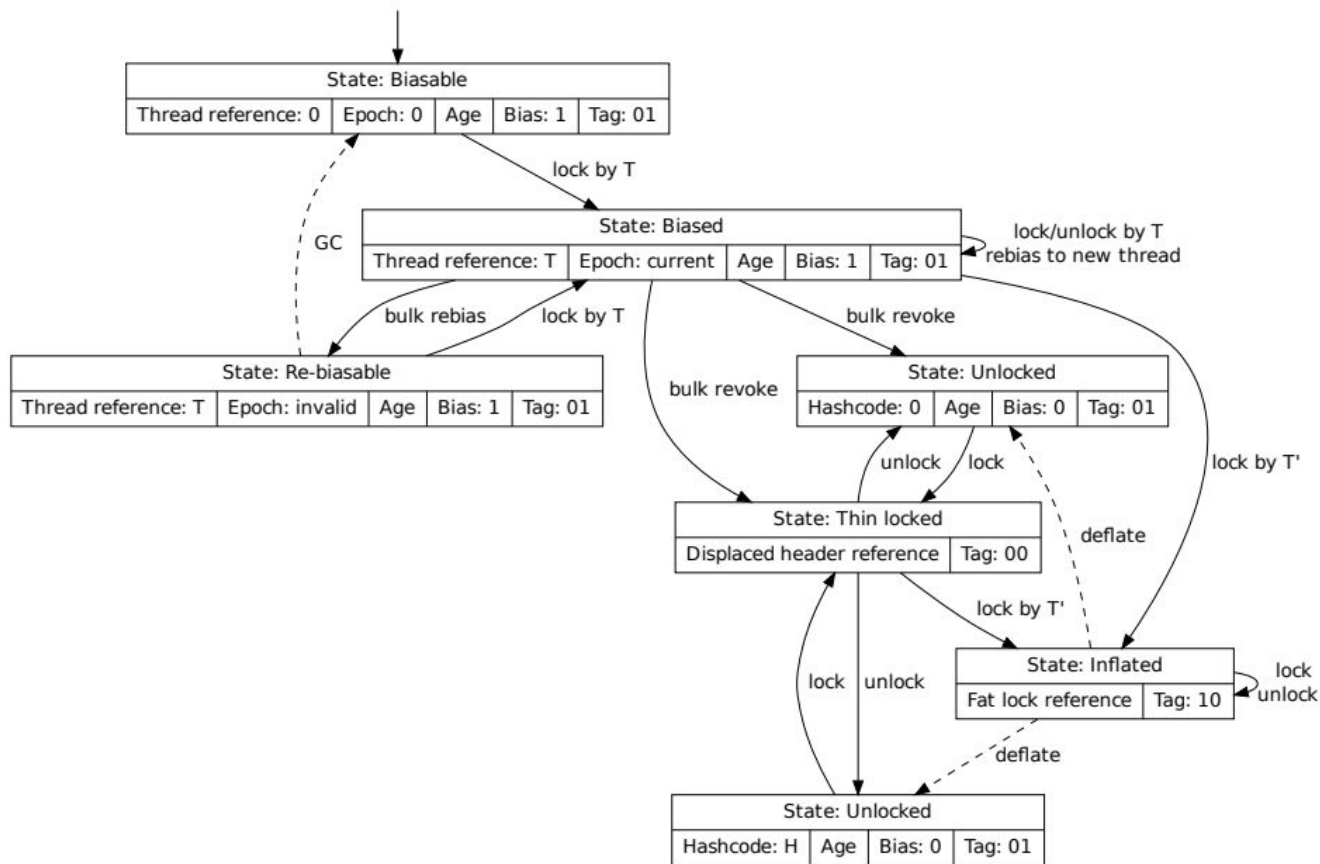 State: Biasable
Thread reference: 0 Epoch: 0 Age Bias: 1 Tag: 01
lock by T
State: Biased
Thread reference: T Epoch: current Age Bias: 1 Tag: 01
lock/unlock by T
rebias to new thread
GC
bulk rebias
lock by T
bulk revoke
State: Re-biasable
Thread reference: T Epoch: invalid Age Bias: 1 Tag: 01
State: Unlocked
Hashcode: 0 Age Bias: 0 Tag: 01
bulk revoke
unlock
lock
lock by T'
State: Thin locked
Displaced header reference Tag: 00
deflate
lock by T'
State: Inflated
Fat lock reference Tag: 10
lock
unlock
lock
unlock
deflate
State: Unlocked
Hashcode: H Age Bias: 0 Tag: 01